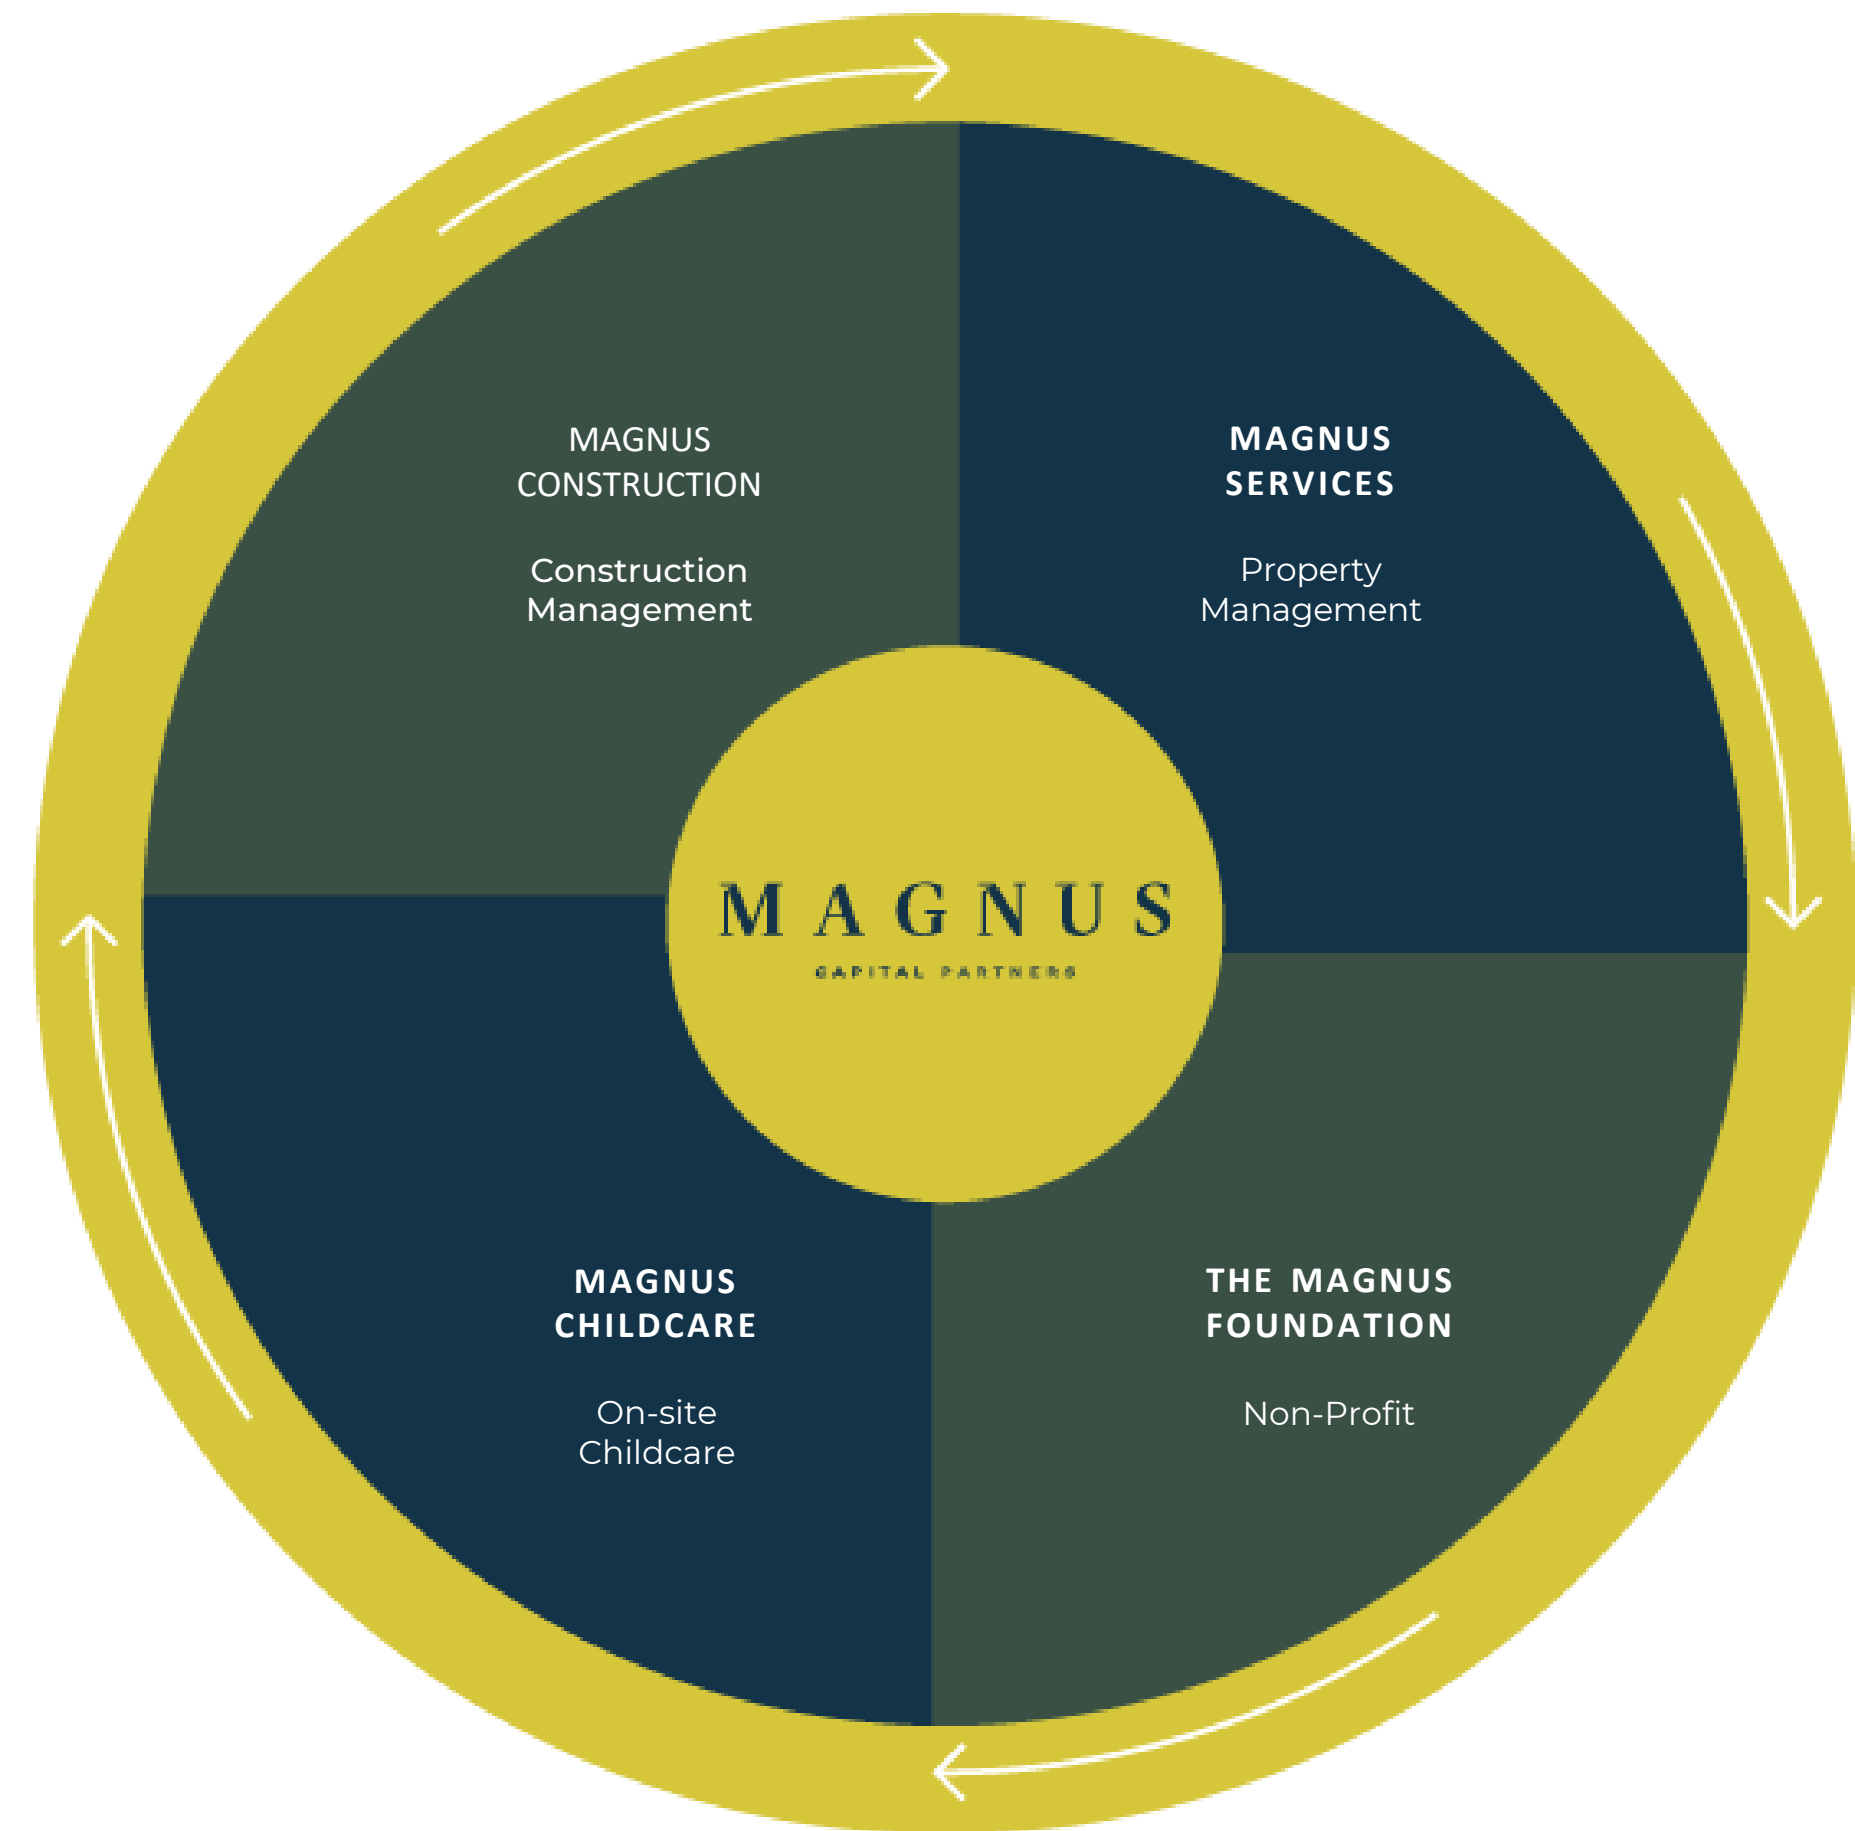 MAGNUS
CONSTRUCTION
Construction
Management
MAGNUS
SERVICES
Property
Management
MAGNUS
CAPITAL PARTNERS
MAGNUS
CHILDCARE
On-site
Childcare
THE MAGNUS
FOUNDATION
Non-Profit